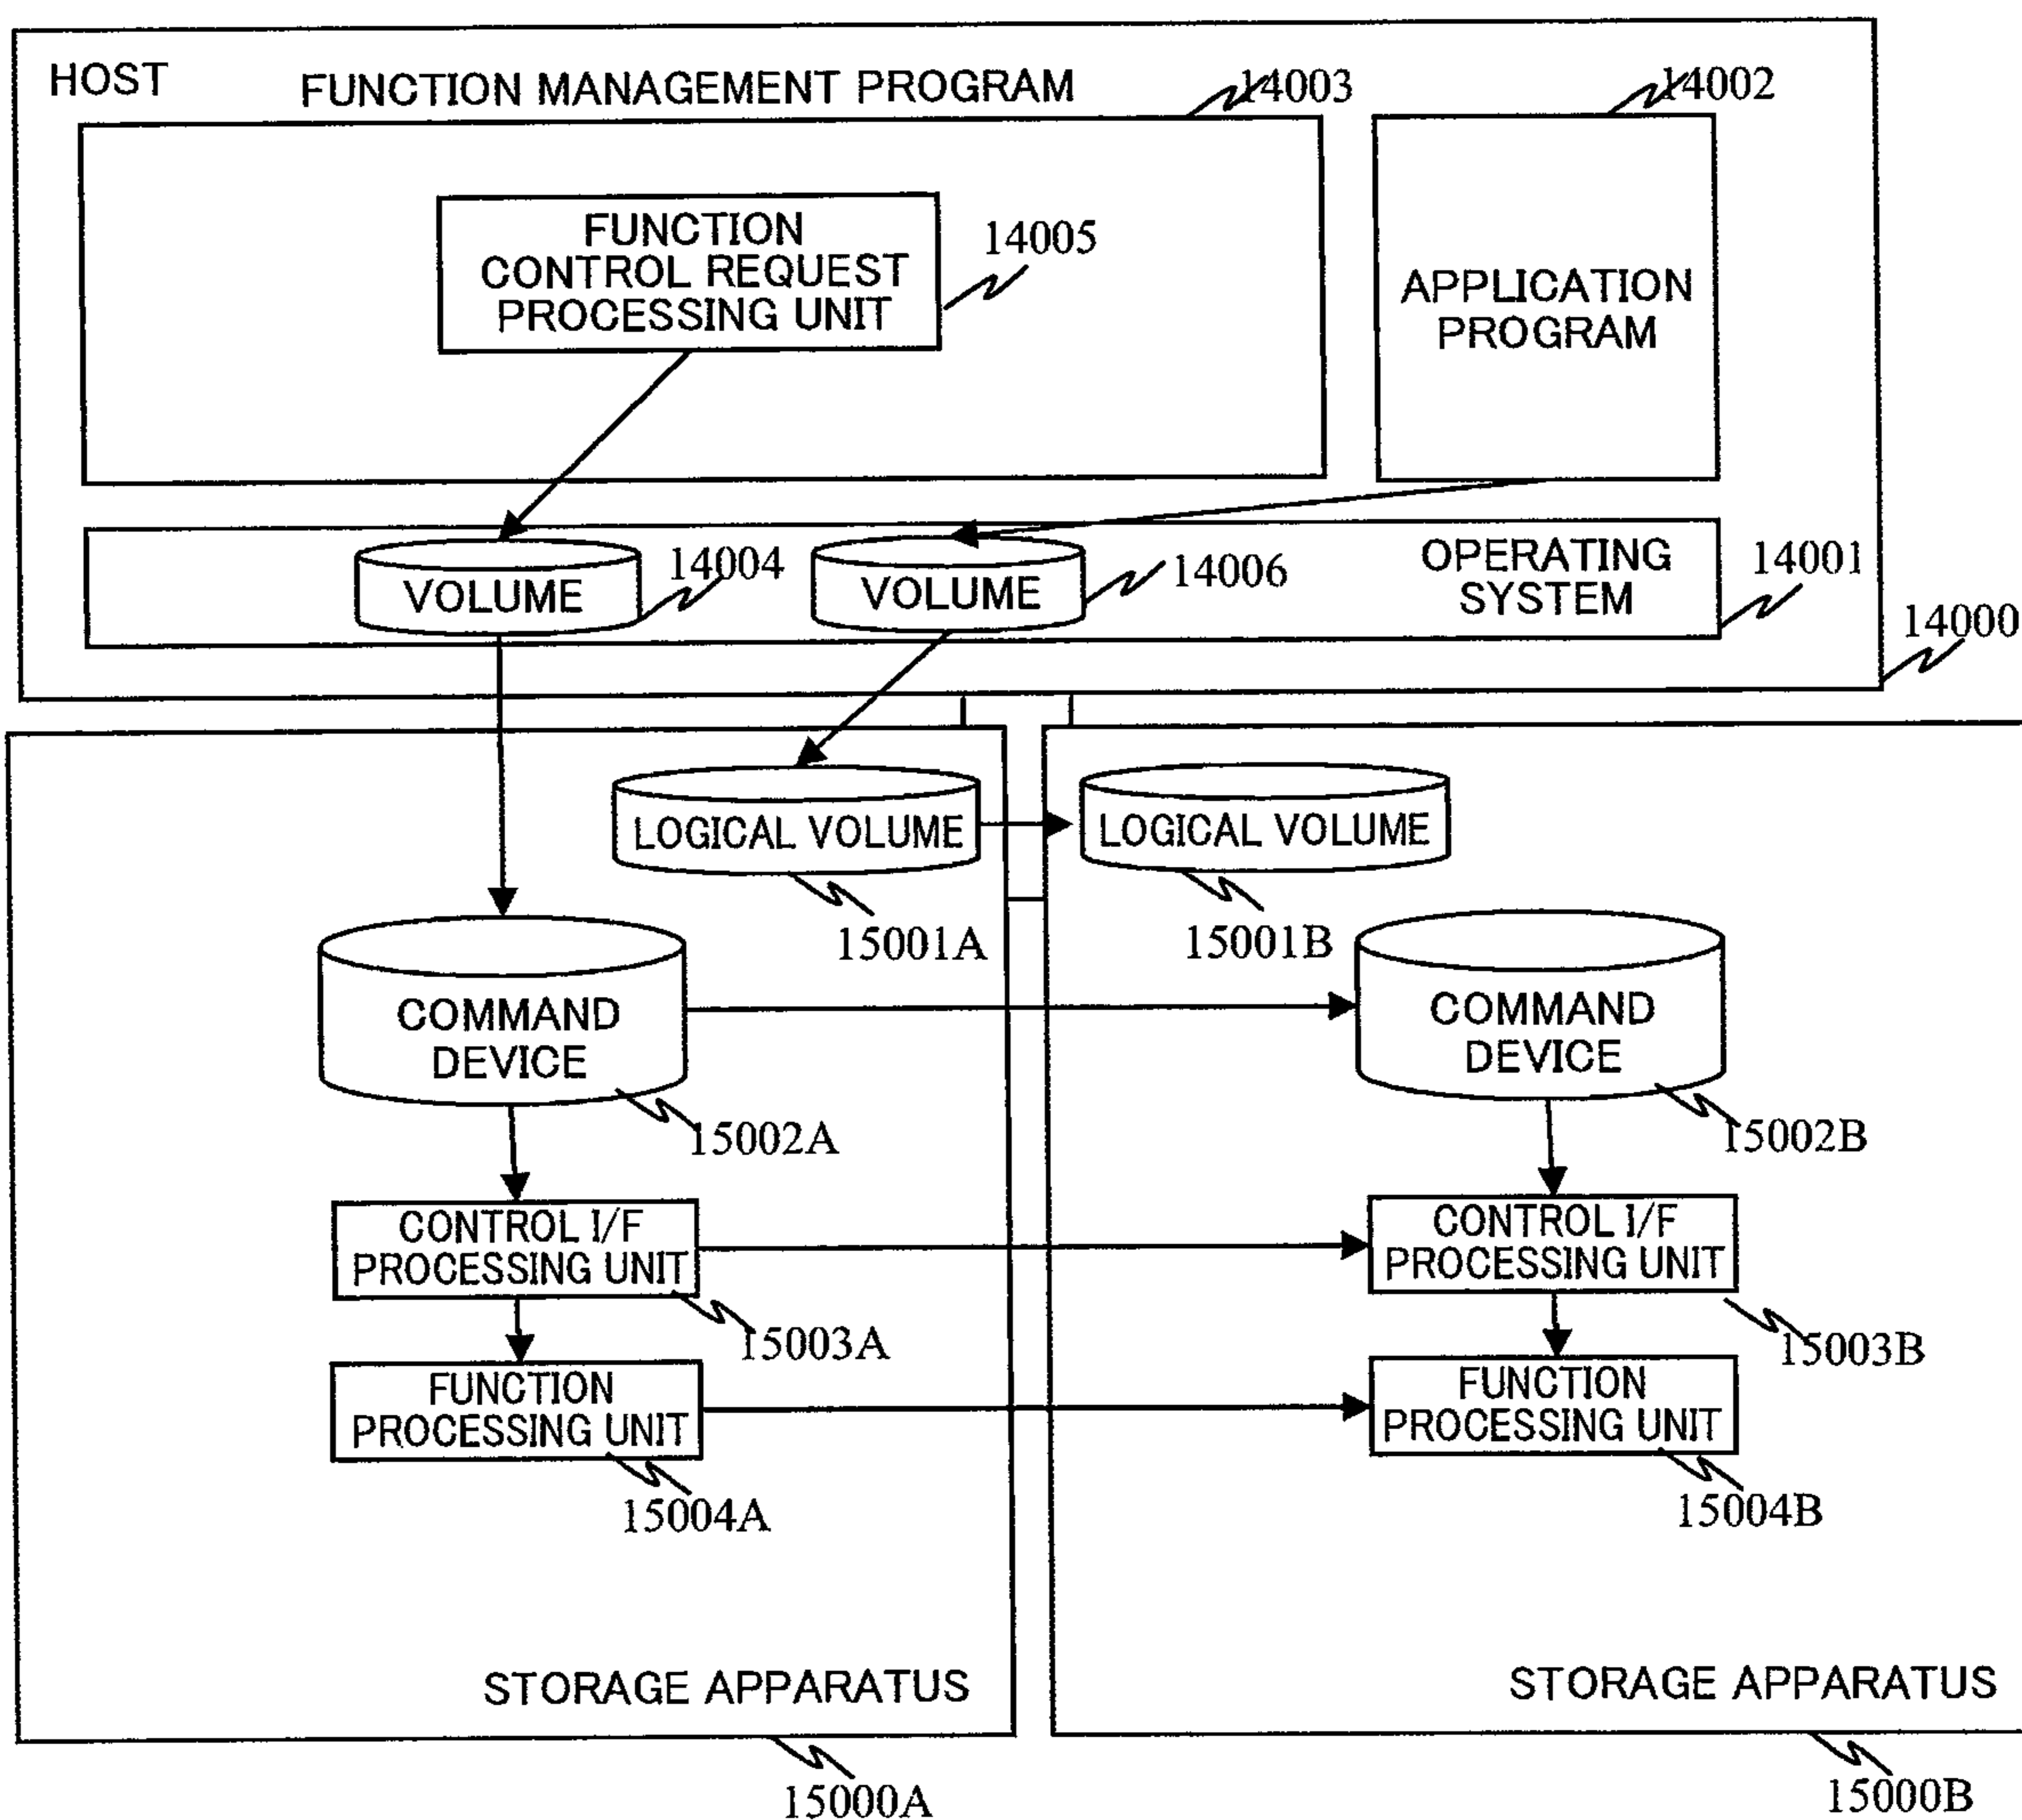 HOST
FUNCTION MANAGEMENT PROGRAM
14003
14002
FUNCTION
CONTROL REQUEST
PROCESSING UNIT
14005
APPLICATION
PROGRAM
VOLUME
14004
VOLUME
14006
OPERATING
SYSTEM
14001
14000
LOGICAL VOLUME
LOGICAL VOLUME
15001A
15001B
COMMAND
DEVICE
COMMAND
DEVICE
15002A
15002B
CONTROL I/F
PROCESSING UNIT
CONTROL I/F
PROCESSING UNIT
15003A
15003B
FUNCTION
PROCESSING UNIT
FUNCTION
PROCESSING UNIT
15004A
15004B
STORAGE APPARATUS
STORAGE APPARATUS
15000A
15000B